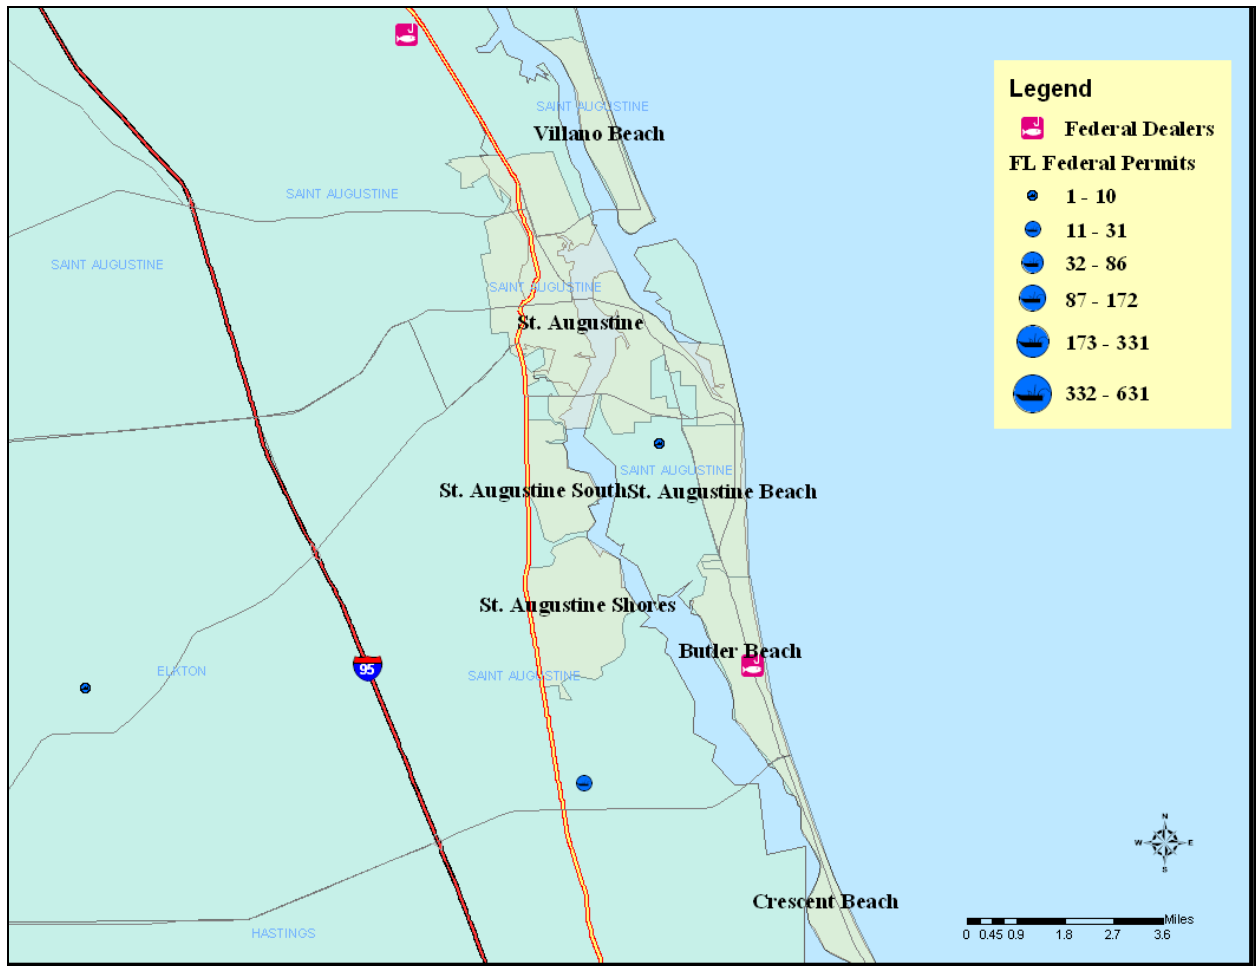 SAINT AUGUSTINE
Villano Beach
SAINT AUGUSTINE
SAINT AUGUSTINE
SAINT AUGUSTINE
St. Augustine
SAINT AUGUSTINE
St. Augustine South
St. Augustine Beach
St. Augustine Shores
Butler Beach
ELKTON
95
SAINT AUGUSTINE
Crescent Beach
HASTINGS
Legend
Federal Dealers
FL Federal Permits
1 - 10
11 - 31
32 - 86
87 - 172
173 - 331
332 - 631
N
W E
S
Miles
0 0.45 0.9 1.8 2.7 3.6